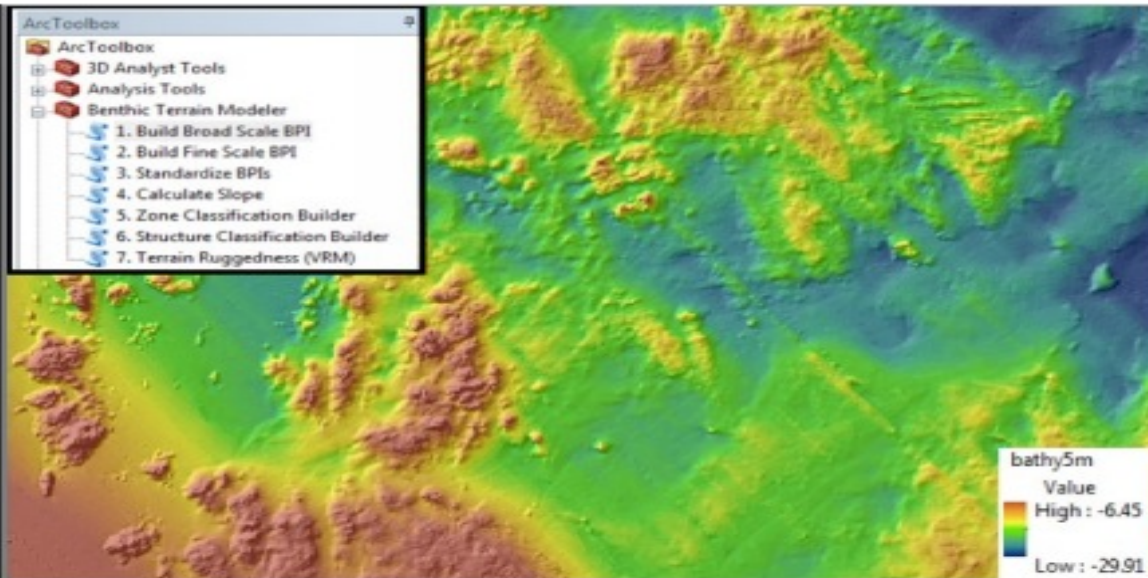 ArcToolbox
ArcToolbox
3D Analyst Tools
Analysis Tools
Benthic Terrain Modeler
1. Build Broad Scale BPI
2. Build Fine Scale BPI
3. Standardize BPIs
4. Calculate Slope
5. Zone Classification Builder
6. Structure Classification Builder
7. Terrain Ruggedness (VRM)
bathy5m
Value
High : -6.45
Low : -29.91